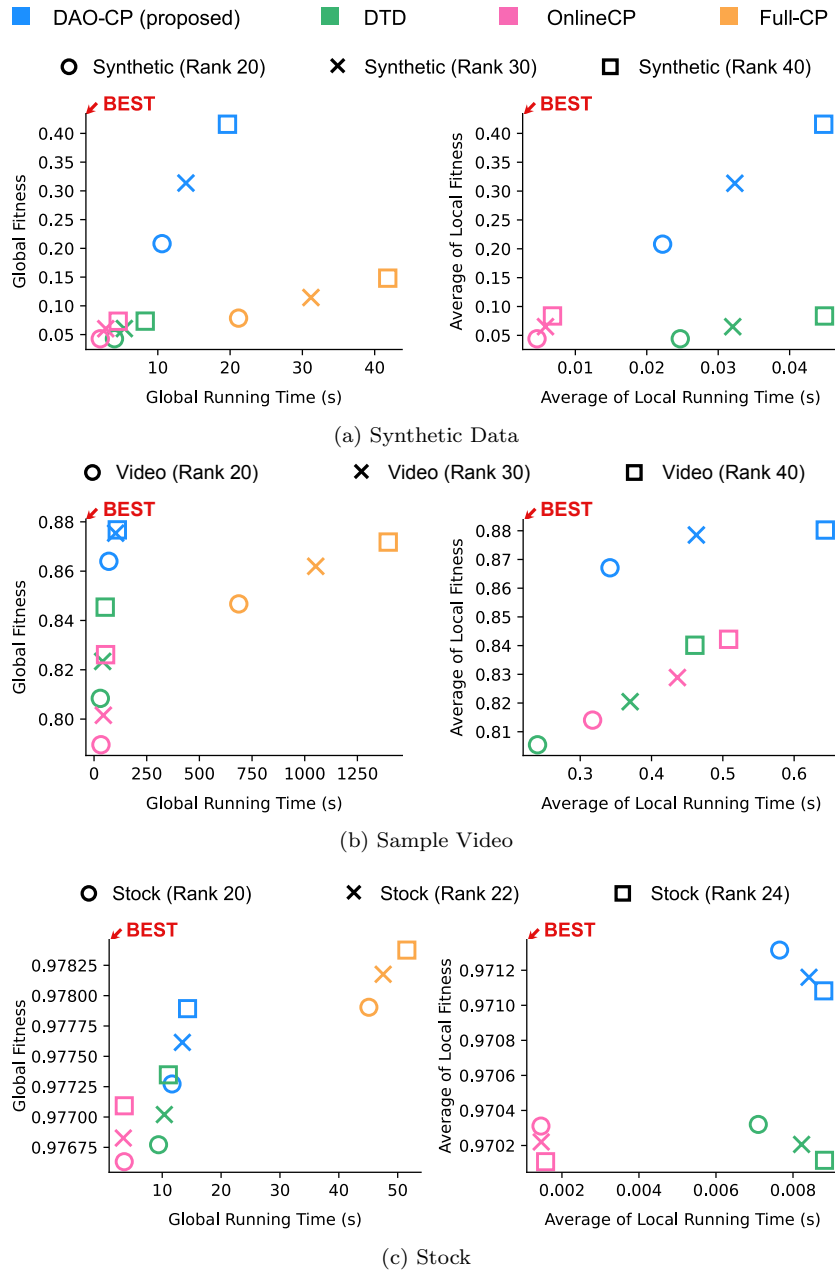 DAO-CP (proposed) DTD OnlineCP Full-CP
Synthetic (Rank 20) Synthetic (Rank 30) Synthetic (Rank 40)
BEST
0.40
0.35
0.30
0.25
0.20
0.15
0.10
0.05
Global Fitness
10 20 30 40
Global Running Time (s)
BEST
0.40
0.35
0.30
0.25
0.20
0.15
0.10
0.05
Average of Local Fitness
0.01 0.02 0.03 0.04
Average of Local Running Time (s)
(a) Synthetic Data
Video (Rank 20) Video (Rank 30) Video (Rank 40)
BEST
0.88
0.86
0.84
0.82
0.80
Global Fitness
0 250 500 750 1000 1250
Global Running Time (s)
BEST
0.88
0.87
0.86
0.85
0.84
0.83
0.82
0.81
Average of Local Fitness
0.3 0.4 0.5 0.6
Average of Local Running Time (s)
(b) Sample Video
Stock (Rank 20) Stock (Rank 22) Stock (Rank 24)
BEST
0.97825
0.97800
0.97775
0.97750
0.97725
0.97700
0.97675
Global Fitness
10 20 30 40 50
Global Running Time (s)
BEST
0.9712
0.9710
0.9708
0.9706
0.9704
0.9702
Average of Local Fitness
0.002 0.004 0.006 0.008
Average of Local Running Time (s)
(c) Stock